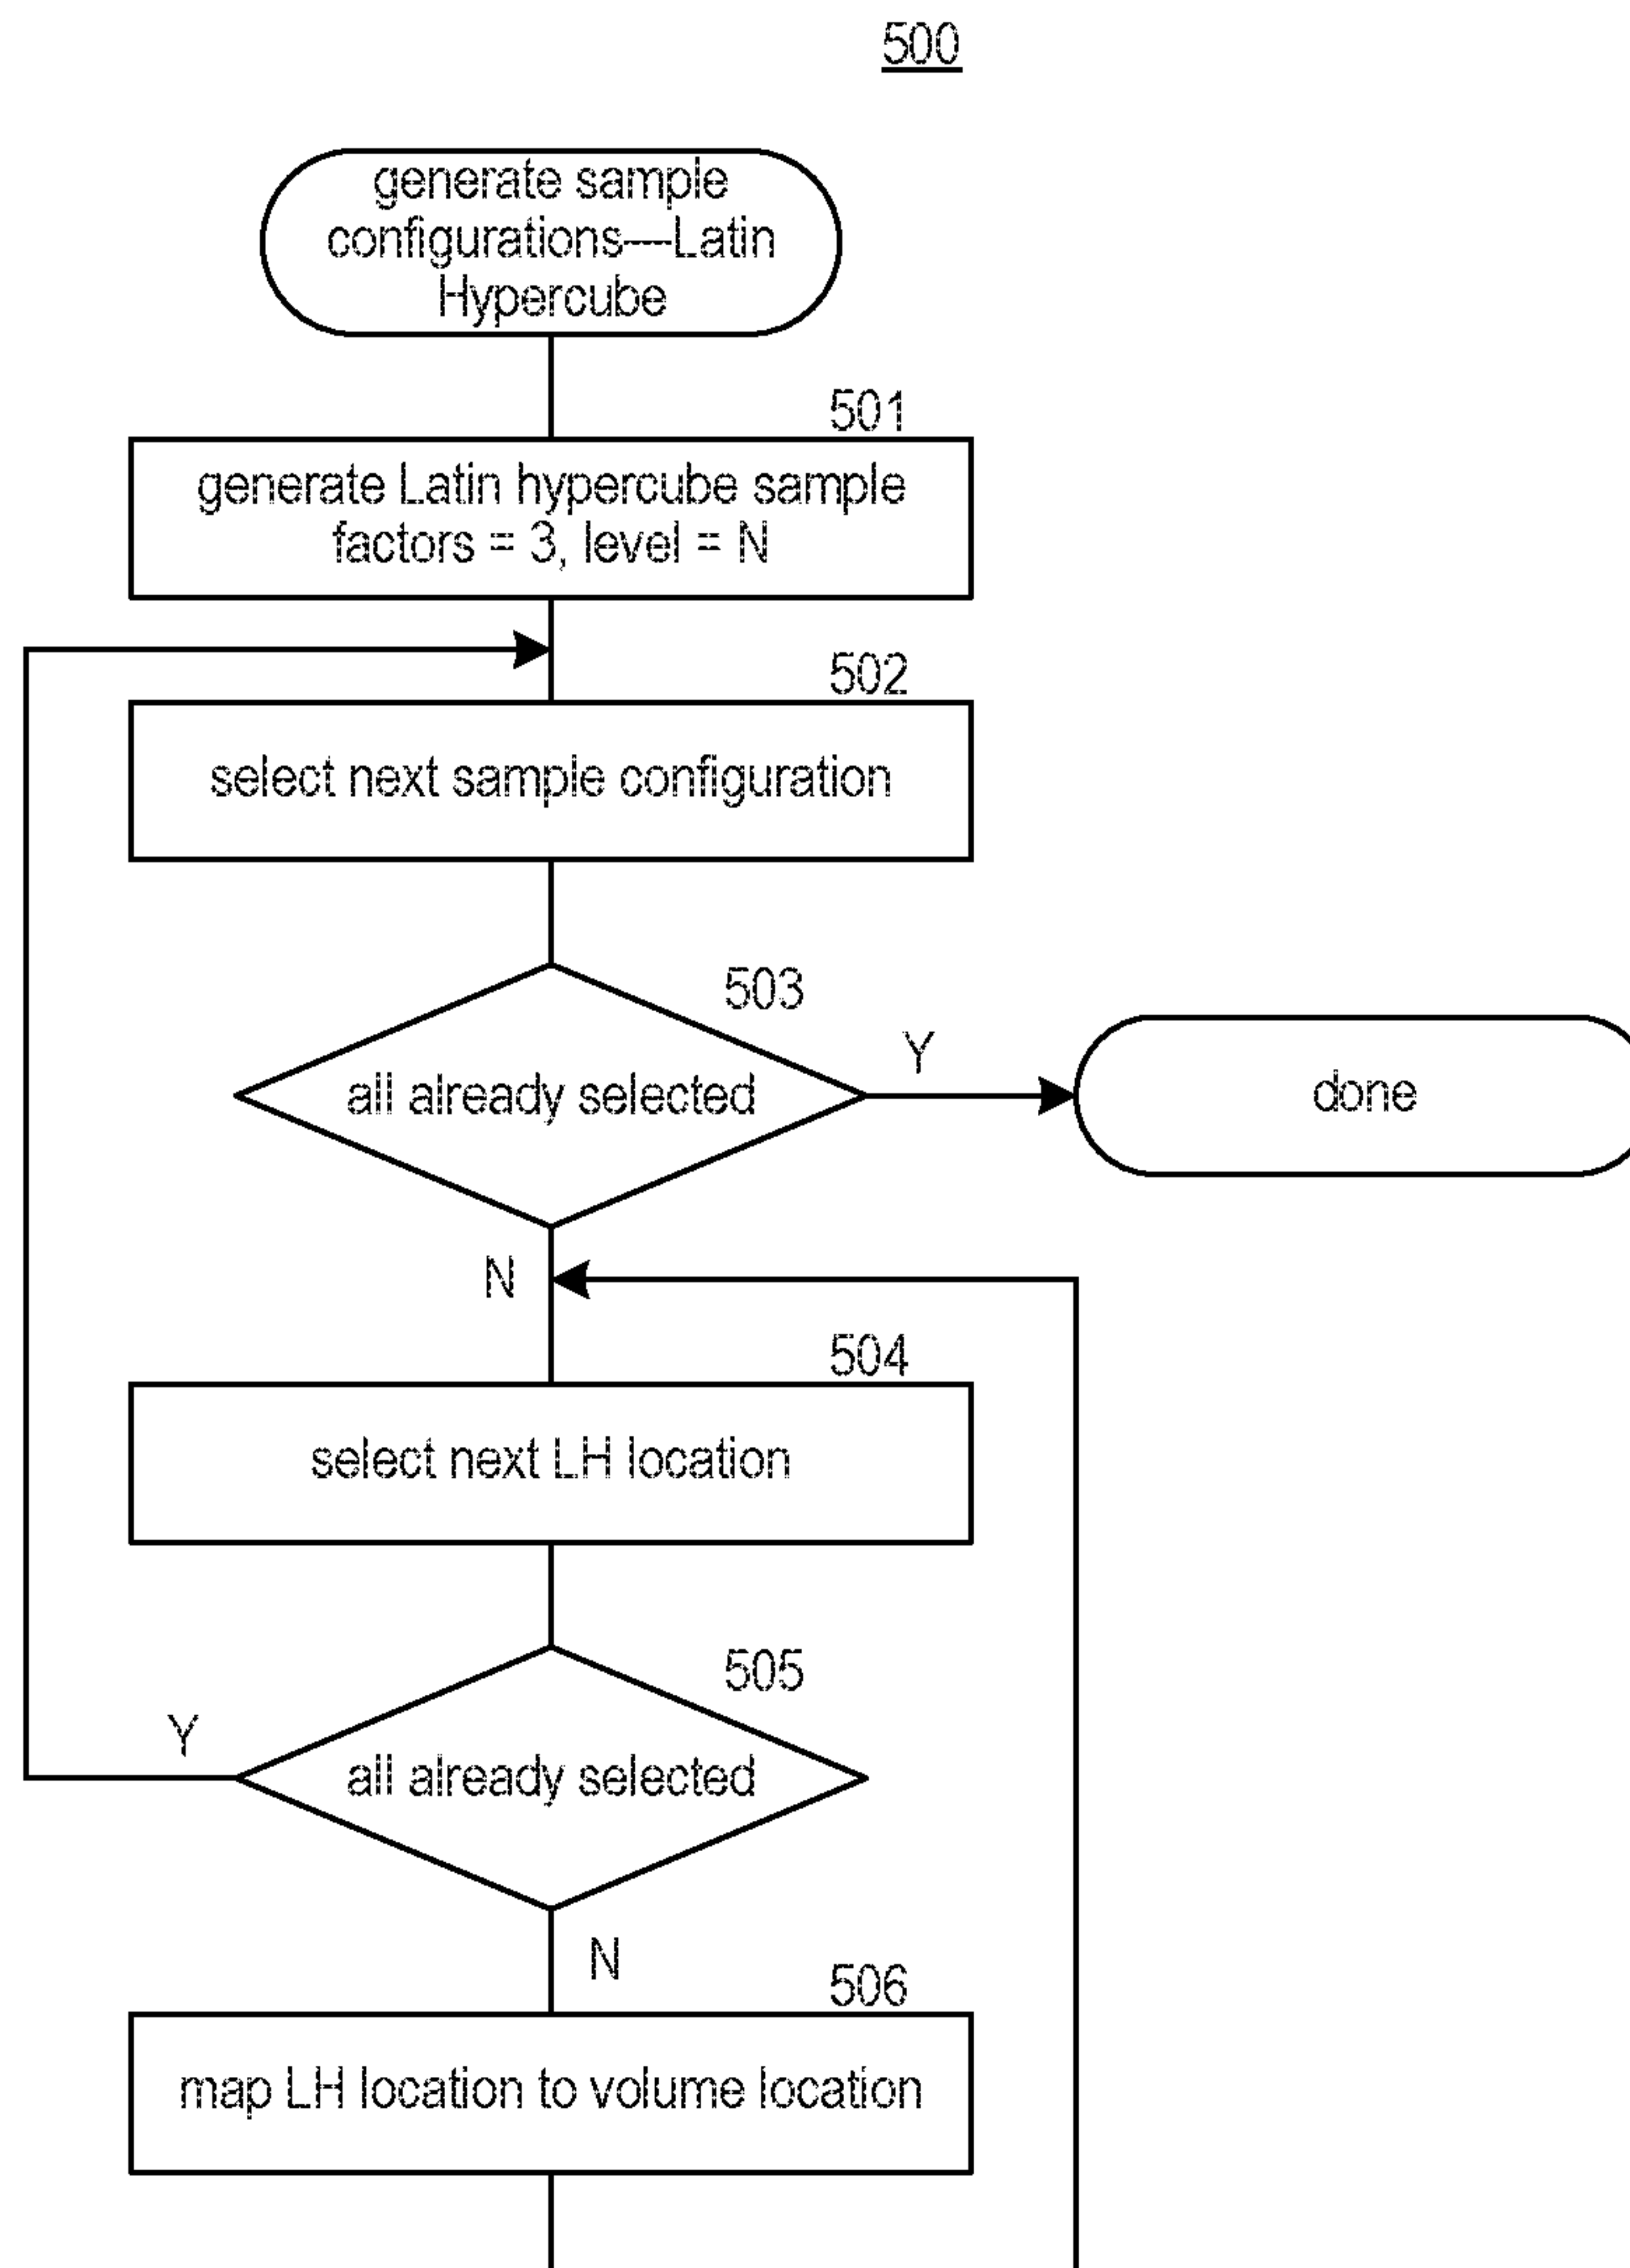 500
generate sample
configurations—Latin
Hypercube
501
generate Latin hypercube sample
factors = 3, level = N
502
select next sample configuration
503
all already selected
Y
done
N
504
select next LH location
505
Y
all already selected
N
506
map LH location to volume location